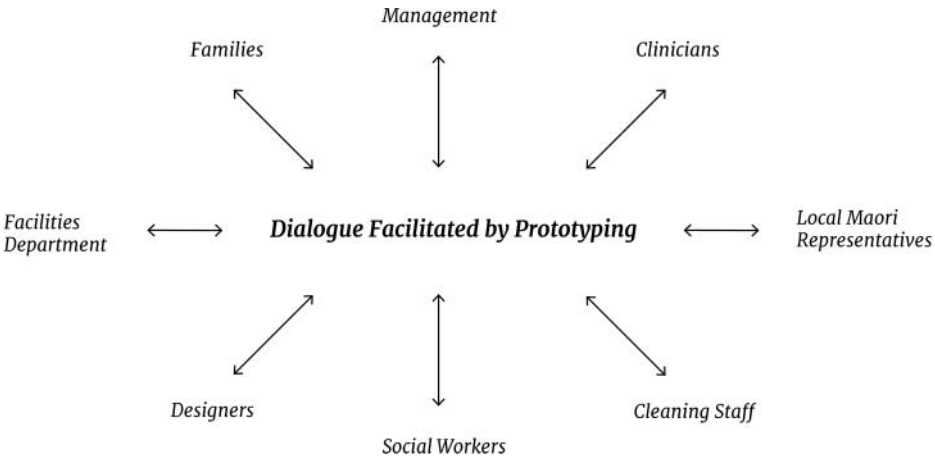 Management
Families
Clinicians
Facilities
Department
Dialogue Facilitated by Prototyping
Local Maori
Representatives
Designers
Cleaning Staff
Social Workers